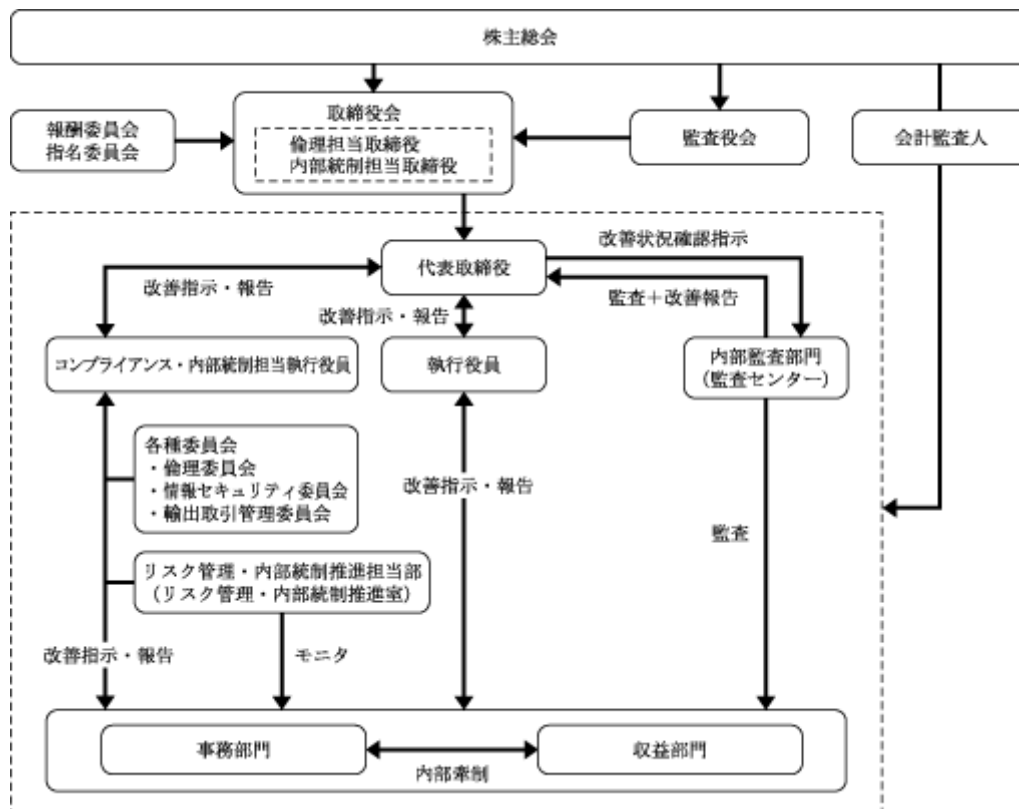 株主総会
取締役会
倫理担当取締役
内部統制担当取締役
報酬委員会
指名委員会
監査役会
会計監査人
代表取締役
改善状況確認指示
改善指示・報告
監査＋改善報告
改善指示・報告
コンプライアンス・内部統制担当執行役員
執行役員
内部監査部門
（監査センター）
各種委員会
・倫理委員会
・情報セキュリティ委員会
・輸出取引管理委員会
改善指示・報告
監査
リスク管理・内部統制推進担当部
（リスク管理・内部統制推進室）
改善指示・報告
モニタ
事務部門
収益部門
内部牽制